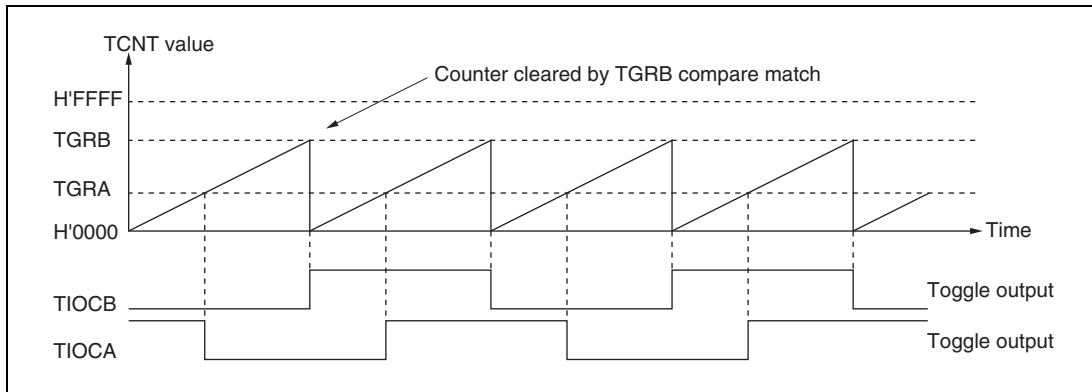 TCNT value
Counter cleared by TGRB compare match
H'FFFF
TGRB
TGRA
H'0000
Time
TIOCB
Toggle output
TIOCA
Toggle output